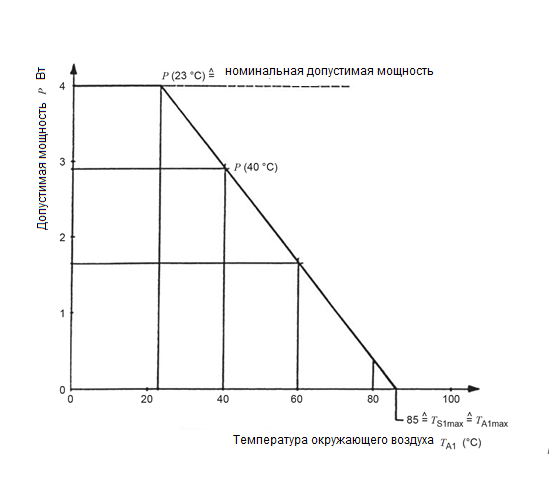 P (23 °C) ≙ номинальная допустимая мощность
Допустимая мощность P Вт
4
3
P (40 °C)
2
1
0
0 20 40 60 80 100
85 ≙ TS1max ≙ TA1max
Температура окружающего воздуха TA1 (°C)